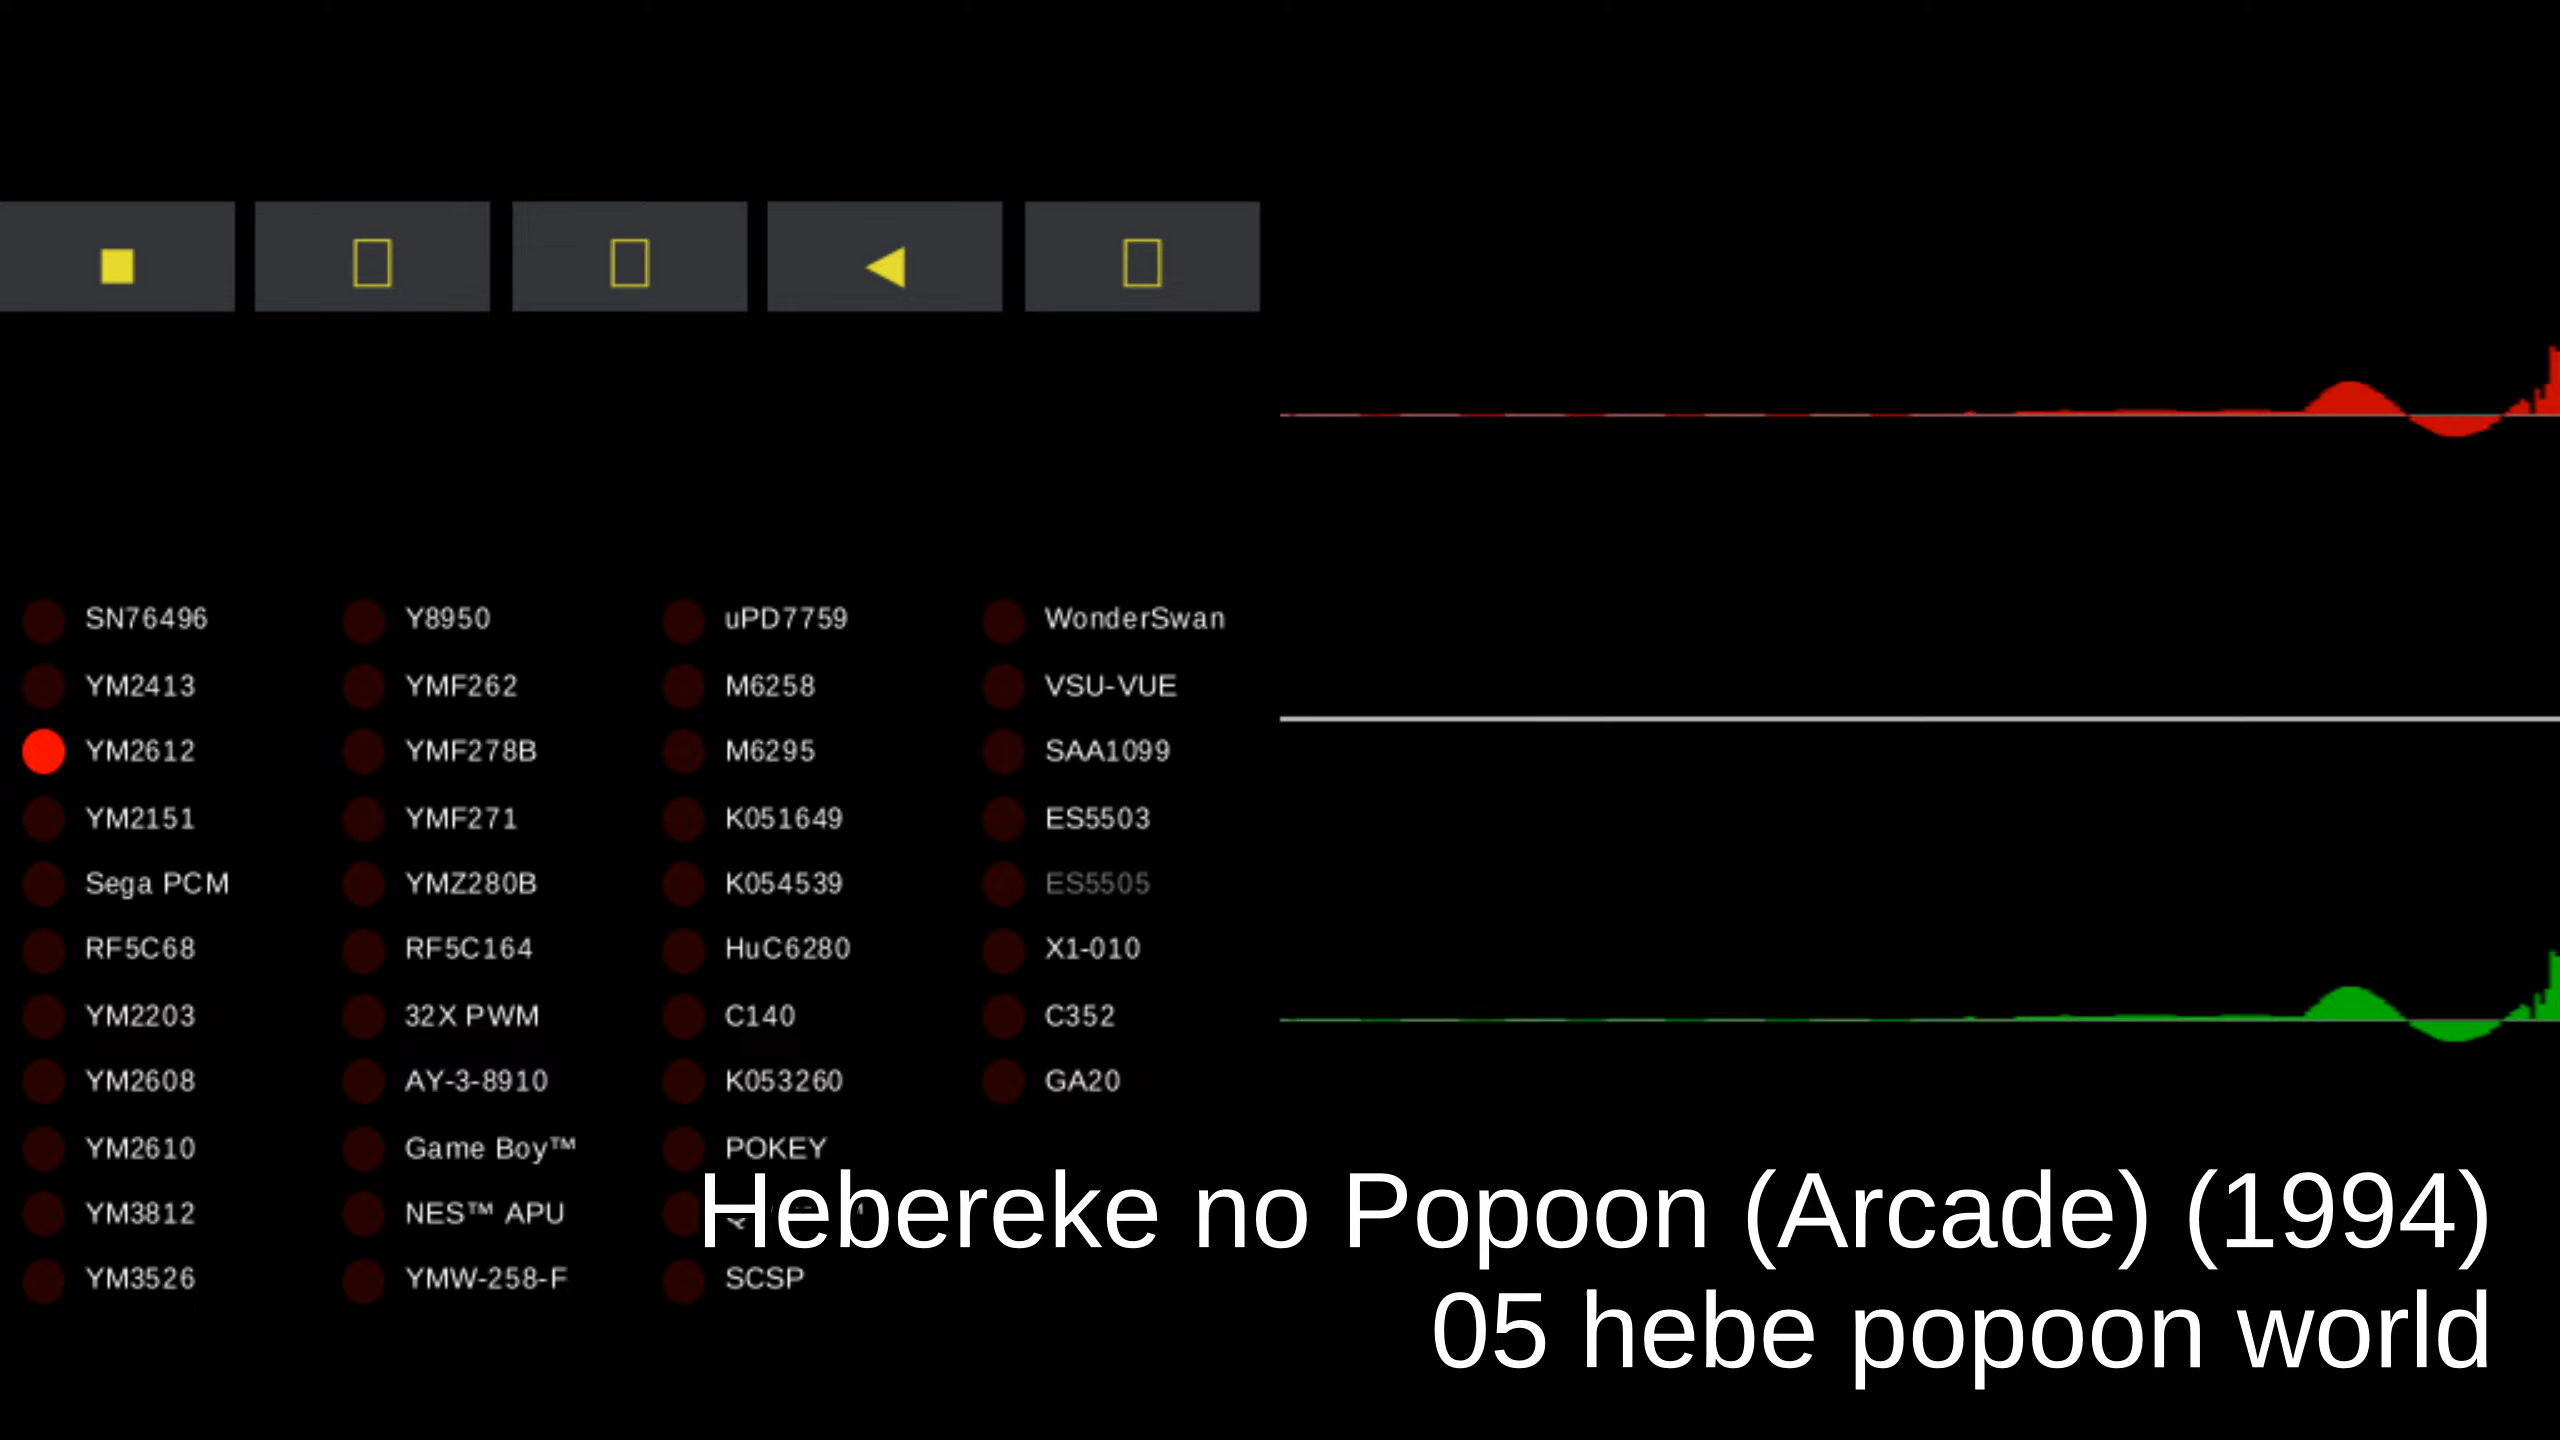 SN76496
YM2413
YM2612
YM2151
Sega PCM
RF5C68
YM2203
YM2608
YM2610
YM3812
YM3526
Y8950
YMF262
YMF278B
YMF271
YMZ280B
RF5C164
32X PWM
AY-3-8910
Game Boy™
NES™ APU
YMW-258-F
uPD7759
M6258
M6295
K051649
K054539
HuC6280
C140
K053260
POKEY
SCSP
WonderSwan
VSU-VUE
SAA1099
ES5503
ES5505
X1-010
C352
GA20
Hebereke no Popoon (Arcade) (1994)
05 hebe popoon world